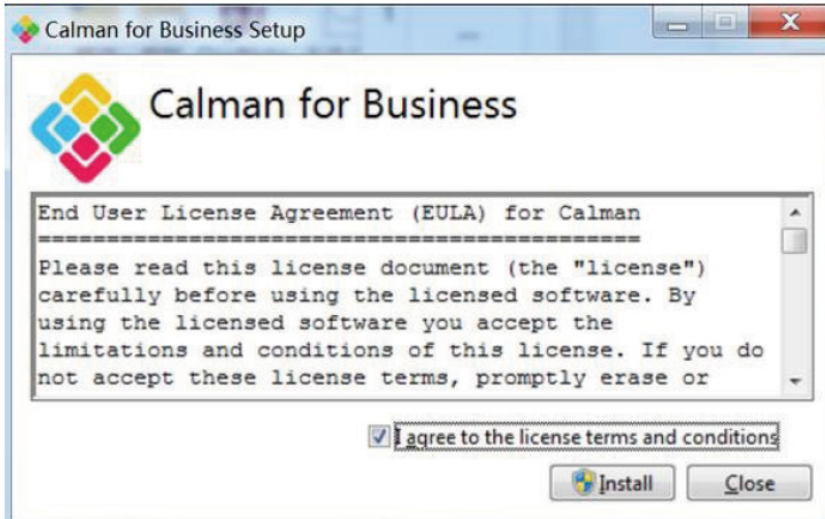 Calman for Business Setup
Calman for Business
End User License Agreement (EULA) for Calman
===========================================
Please read this license document (the "license")
carefully before using the licensed software. By
using the licensed software you accept the
limitations and conditions of this license. If you do
not accept these license terms, promptly erase or
I agree to the license terms and conditions
Install
Close